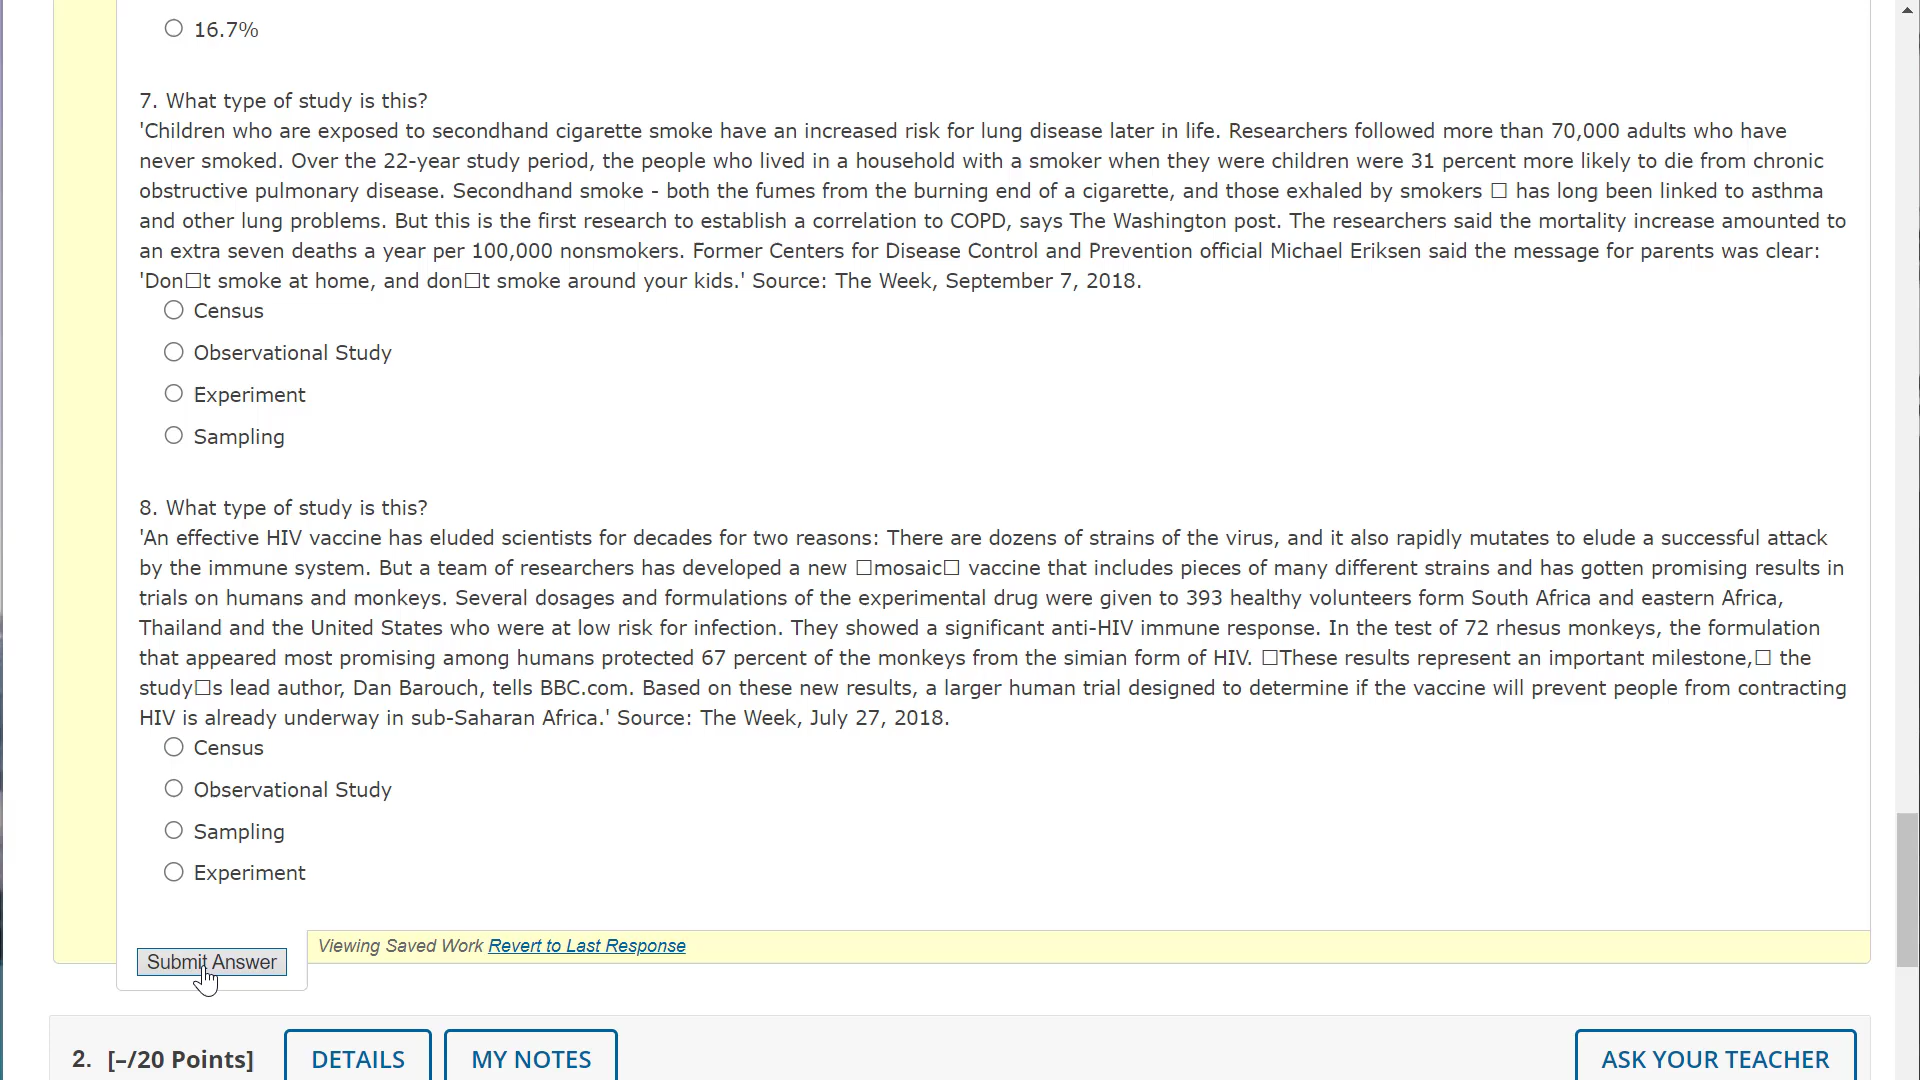 16.7%
7. What type of study is this?
'Children who are exposed to secondhand cigarette smoke have an increased risk for lung disease later in life. Researchers followed more than 70,000 adults who have
never smoked. Over the 22-year study period, the people who lived in a household with a smoker when they were children were 31 percent more likely to die from chronic
obstructive pulmonary disease. Secondhand smoke - both the fumes from the burning end of a cigarette, and those exhaled by smokers □ has long been linked to asthma
and other lung problems. But this is the first research to establish a correlation to COPD, says The Washington post. The researchers said the mortality increase amounted to
an extra seven deaths a year per 100,000 nonsmokers. Former Centers for Disease Control and Prevention official Michael Eriksen said the message for parents was clear:
'Don□t smoke at home, and don□t smoke around your kids.' Source: The Week, September 7, 2018.
Census
Observational Study
Experiment
Sampling
8. What type of study is this?
'An effective HIV vaccine has eluded scientists for decades for two reasons: There are dozens of strains of the virus, and it also rapidly mutates to elude a successful attack
by the immune system. But a team of researchers has developed a new □mosaic□ vaccine that includes pieces of many different strains and has gotten promising results in
trials on humans and monkeys. Several dosages and formulations of the experimental drug were given to 393 healthy volunteers form South Africa and eastern Africa,
Thailand and the United States who were at low risk for infection. They showed a significant anti-HIV immune response. In the test of 72 rhesus monkeys, the formulation
that appeared most promising among humans protected 67 percent of the monkeys from the simian form of HIV. □These results represent an important milestone,□ the
study□s lead author, Dan Barouch, tells BBC.com. Based on these new results, a larger human trial designed to determine if the vaccine will prevent people from contracting
HIV is already underway in sub-Saharan Africa.' Source: The Week, July 27, 2018.
Census
Observational Study
Sampling
Experiment
Viewing Saved Work Revert to Last Response
Submit Answer
2. [–/20 Points] DETAILS MY NOTES ASK YOUR TEACHER